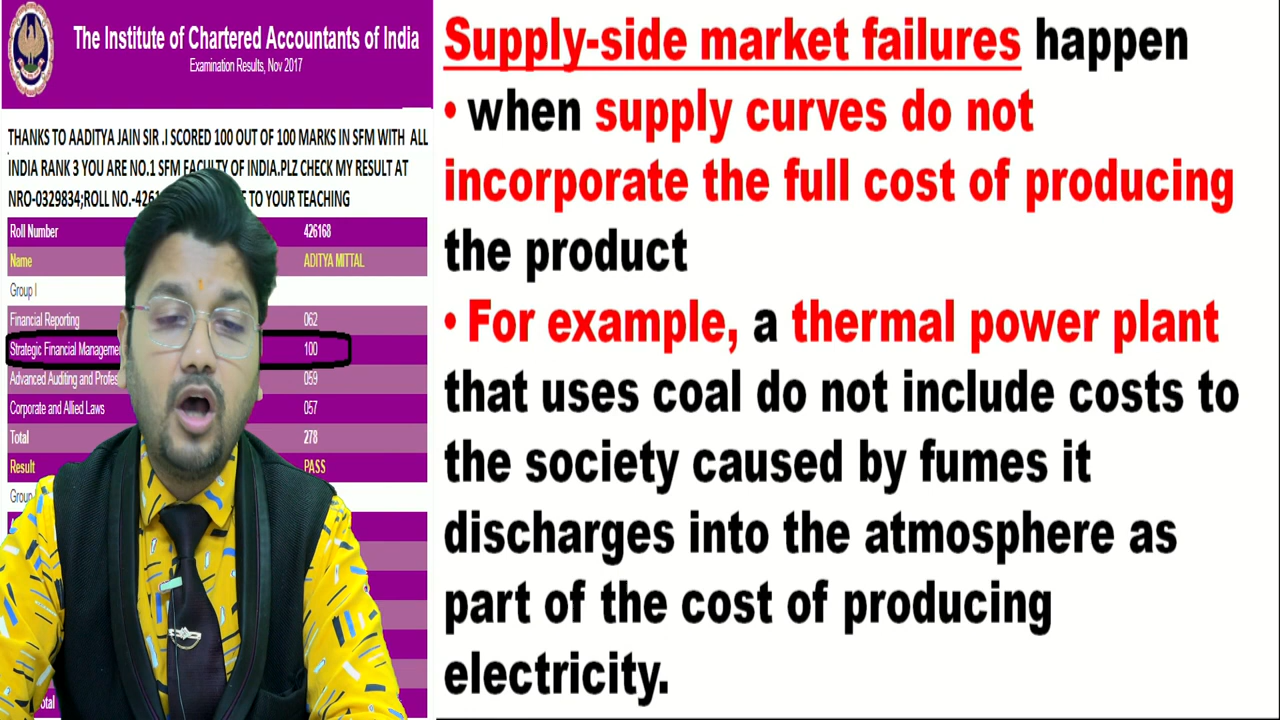 The Institute of Chartered Accountants of India
Examination Results, Nov 2017
THANKS TO AADITYA JAIN SIR .I SCORED 100 OUT OF 100 MARKS IN SFM WITH ALL
INDIA RANK 3 YOU ARE NO.1 SFM FACULTY OF INDIA.PLZ CHECK MY RESULT AT
NRO-0329834;ROLL NO.-4261 TO YOUR TEACHING
Roll Number 426168
Name ADITYA MITTAL
Group I
Financial Reporting 062
Strategic Financial Manageme 100
Advanced Auditing and Profes 059
Corporate and Allied Laws 057
Total 278
Result PASS
Group
Supply-side market failures happen
• when supply curves do not
incorporate the full cost of producing
the product
• For example, a thermal power plant
that uses coal do not include costs to
the society caused by fumes it
discharges into the atmosphere as
part of the cost of producing
electricity.